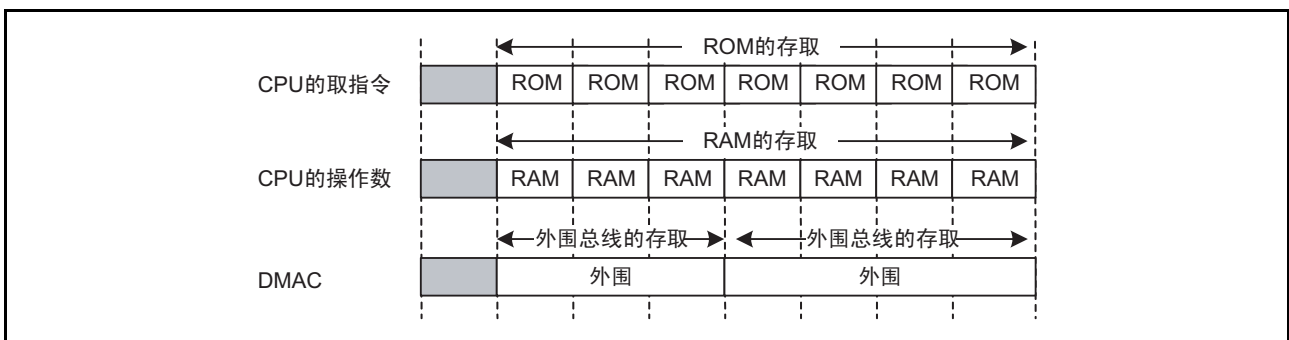 ROM的存取
CPU的取指令 ROM ROM ROM ROM ROM ROM ROM
RAM的存取
CPU的操作数 RAM RAM RAM RAM RAM RAM RAM
外围总线的存取 外围总线的存取
DMAC 外围 外围